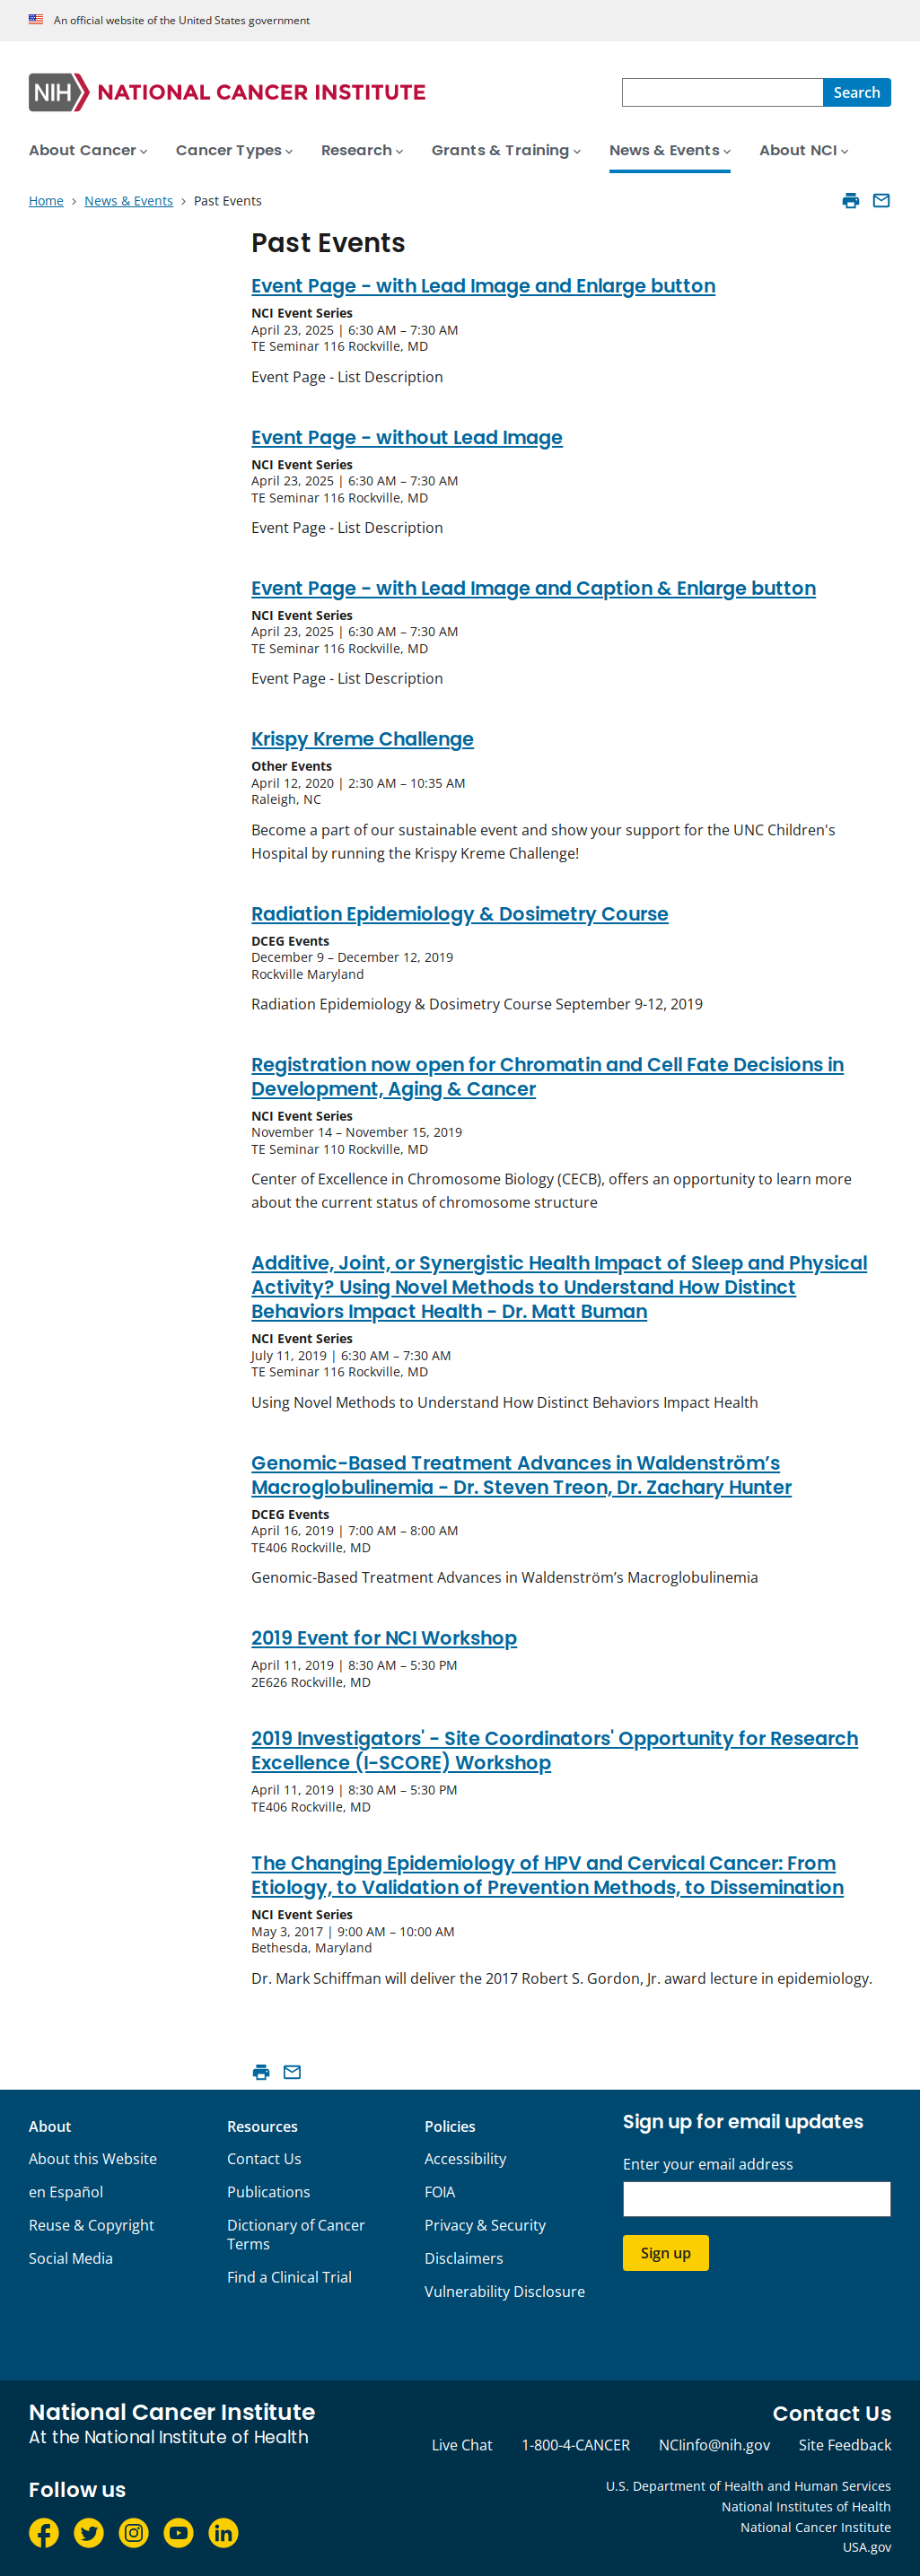 An official website of the United States government
NIH NATIONAL CANCER INSTITUTE
Search
About Cancer
Cancer Types
Research
Grants & Training
News & Events
About NCI
Home > News & Events > Past Events
Past Events
Event Page - with Lead Image and Enlarge button
NCI Event Series
April 23, 2025 | 6:30 AM – 7:30 AM
TE Seminar 116 Rockville, MD
Event Page - List Description
Event Page - without Lead Image
NCI Event Series
April 23, 2025 | 6:30 AM – 7:30 AM
TE Seminar 116 Rockville, MD
Event Page - List Description
Event Page - with Lead Image and Caption & Enlarge button
NCI Event Series
April 23, 2025 | 6:30 AM – 7:30 AM
TE Seminar 116 Rockville, MD
Event Page - List Description
Krispy Kreme Challenge
Other Events
April 12, 2020 | 2:30 AM – 10:35 AM
Raleigh, NC
Become a part of our sustainable event and show your support for the UNC Children's
Hospital by running the Krispy Kreme Challenge!
Radiation Epidemiology & Dosimetry Course
DCEG Events
December 9 – December 12, 2019
Rockville Maryland
Radiation Epidemiology & Dosimetry Course September 9-12, 2019
Registration now open for Chromatin and Cell Fate Decisions in
Development, Aging & Cancer
NCI Event Series
November 14 – November 15, 2019
TE Seminar 110 Rockville, MD
Center of Excellence in Chromosome Biology (CECB), offers an opportunity to learn more
about the current status of chromosome structure
Additive, Joint, or Synergistic Health Impact of Sleep and Physical
Activity? Using Novel Methods to Understand How Distinct
Behaviors Impact Health - Dr. Matt Buman
NCI Event Series
July 11, 2019 | 6:30 AM – 7:30 AM
TE Seminar 116 Rockville, MD
Using Novel Methods to Understand How Distinct Behaviors Impact Health
Genomic-Based Treatment Advances in Waldenström’s
Macroglobulinemia - Dr. Steven Treon, Dr. Zachary Hunter
DCEG Events
April 16, 2019 | 7:00 AM – 8:00 AM
TE406 Rockville, MD
Genomic-Based Treatment Advances in Waldenström’s Macroglobulinemia
2019 Event for NCI Workshop
April 11, 2019 | 8:30 AM – 5:30 PM
2E626 Rockville, MD
2019 Investigators' - Site Coordinators' Opportunity for Research
Excellence (I-SCORE) Workshop
April 11, 2019 | 8:30 AM – 5:30 PM
TE406 Rockville, MD
The Changing Epidemiology of HPV and Cervical Cancer: From
Etiology, to Validation of Prevention Methods, to Dissemination
NCI Event Series
May 3, 2017 | 9:00 AM – 10:00 AM
Bethesda, Maryland
Dr. Mark Schiffman will deliver the 2017 Robert S. Gordon, Jr. award lecture in epidemiology.
About
About this Website
en Español
Reuse & Copyright
Social Media
Resources
Contact Us
Publications
Dictionary of Cancer
Terms
Find a Clinical Trial
Policies
Accessibility
FOIA
Privacy & Security
Disclaimers
Vulnerability Disclosure
Sign up for email updates
Enter your email address
Sign up
National Cancer Institute
At the National Institute of Health
Contact Us
Live Chat
1-800-4-CANCER
NCIinfo@nih.gov
Site Feedback
Follow us
U.S. Department of Health and Human Services
National Institutes of Health
National Cancer Institute
USA.gov